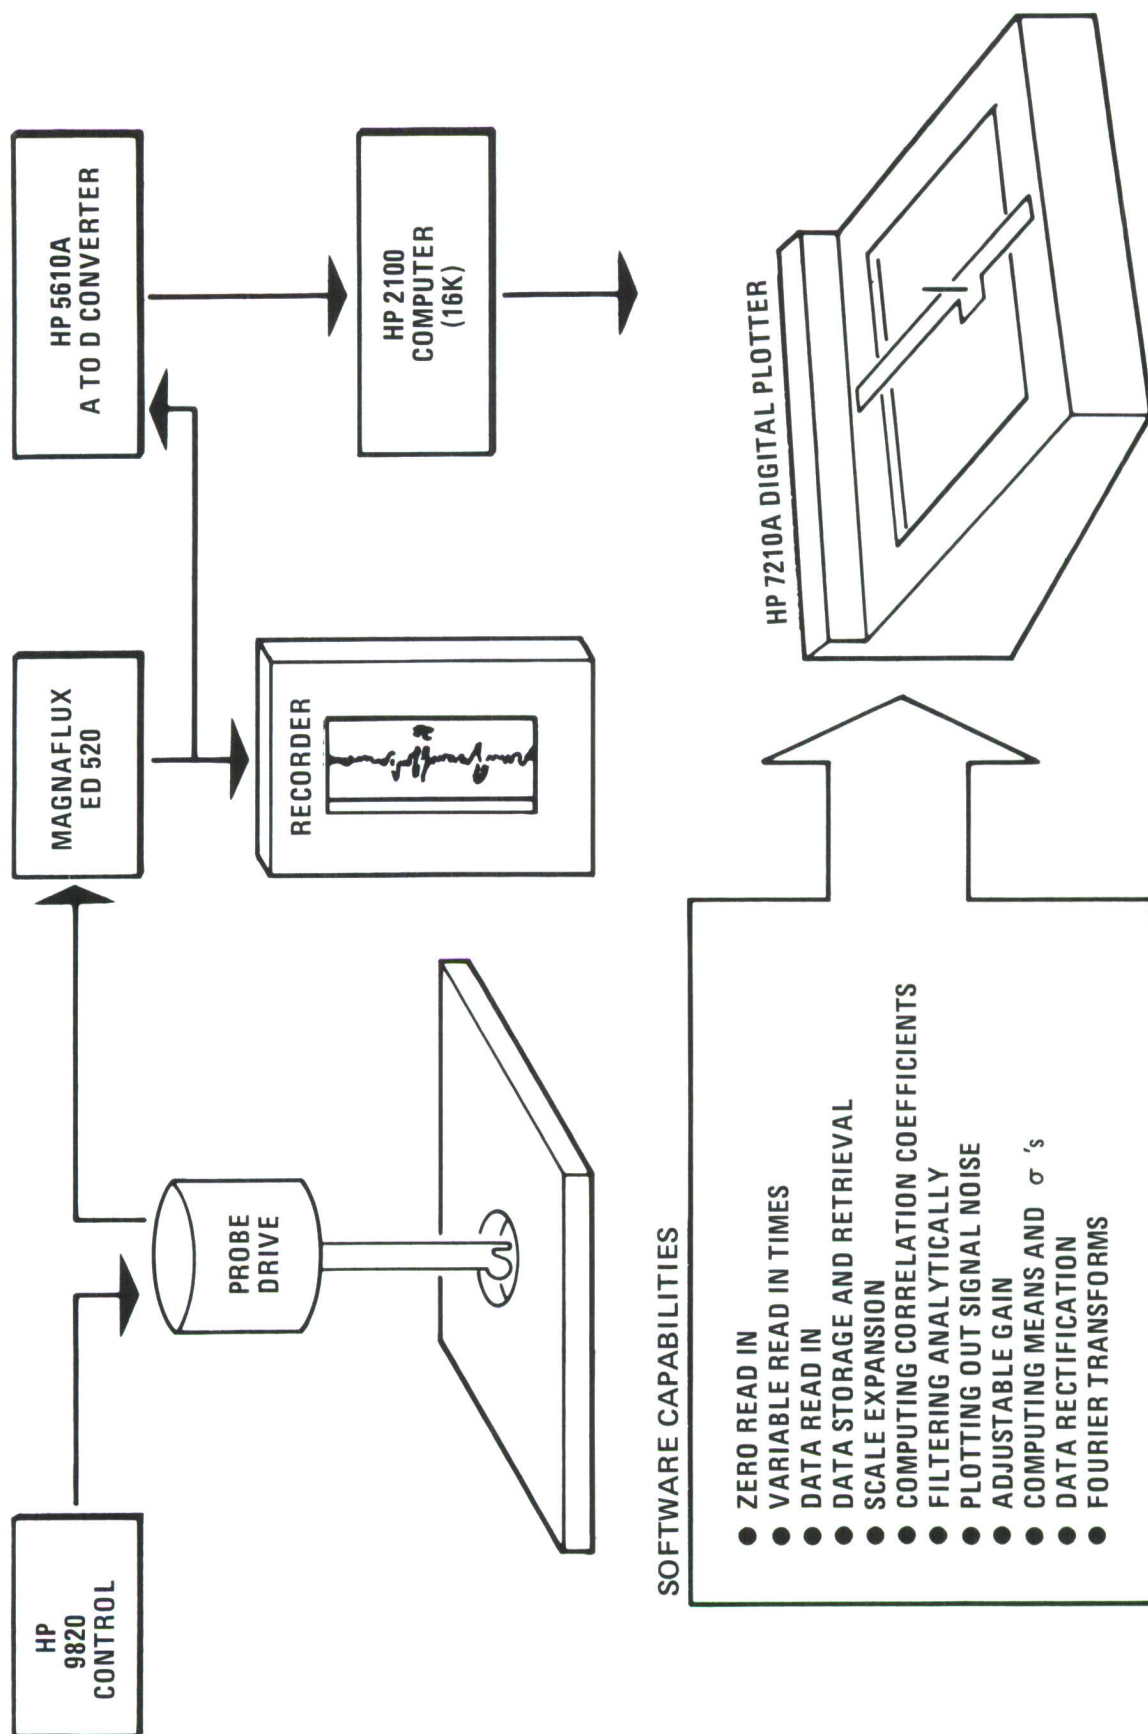 HP
9820
CONTROL
PROBE
DRIVE
MAGNAFLUX
ED 520
RECORDER
HP 5610A
A TO D CONVERTER
HP 2100
COMPUTER
(16K)
HP 7210A DIGITAL PLOTTER
SOFTWARE CAPABILITIES
● ZERO READ IN
● VARIABLE READ IN TIMES
● DATA READ IN
● DATA STORAGE AND RETRIEVAL
● SCALE EXPANSION
● COMPUTING CORRELATION COEFFICIENTS
● FILTERING ANALYTICALLY
● PLOTTING OUT SIGNAL NOISE
● ADJUSTABLE GAIN
● COMPUTING MEANS AND σ 's
● DATA RECTIFICATION
● FOURIER TRANSFORMS